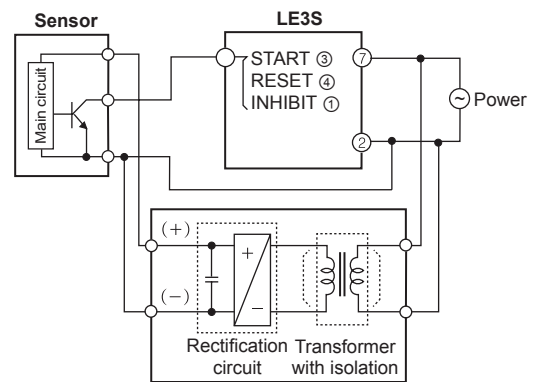 Sensor
LE3S
Main circuit
START ③
RESET ④
INHIBIT ①
⑦
②
~
Power
(+)
(−)
+
−
Rectification
circuit
Transformer
with isolation